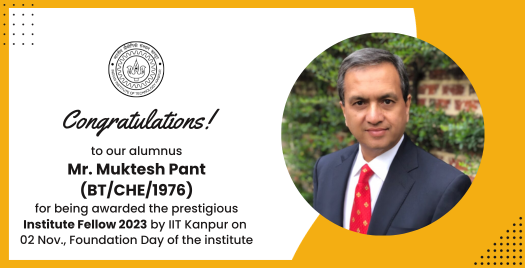 Congratulations!
to our alumnus
Mr. Muktesh Pant
(BT/CHE/1976)
for being awarded the prestigious
Institute Fellow 2023 by IIT Kanpur on
02 Nov., Foundation Day of the institute